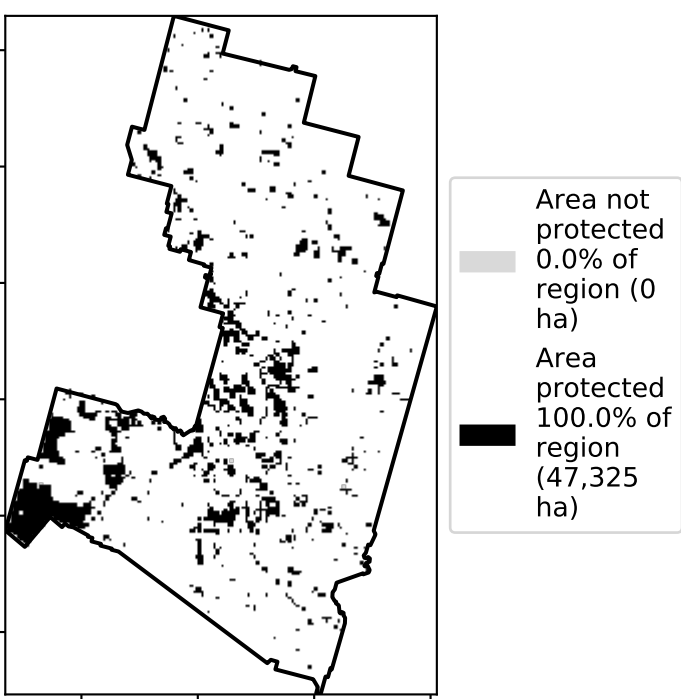 Area not
protected
0.0% of
region (0
ha)
Area
protected
100.0% of
region
(47,325
ha)